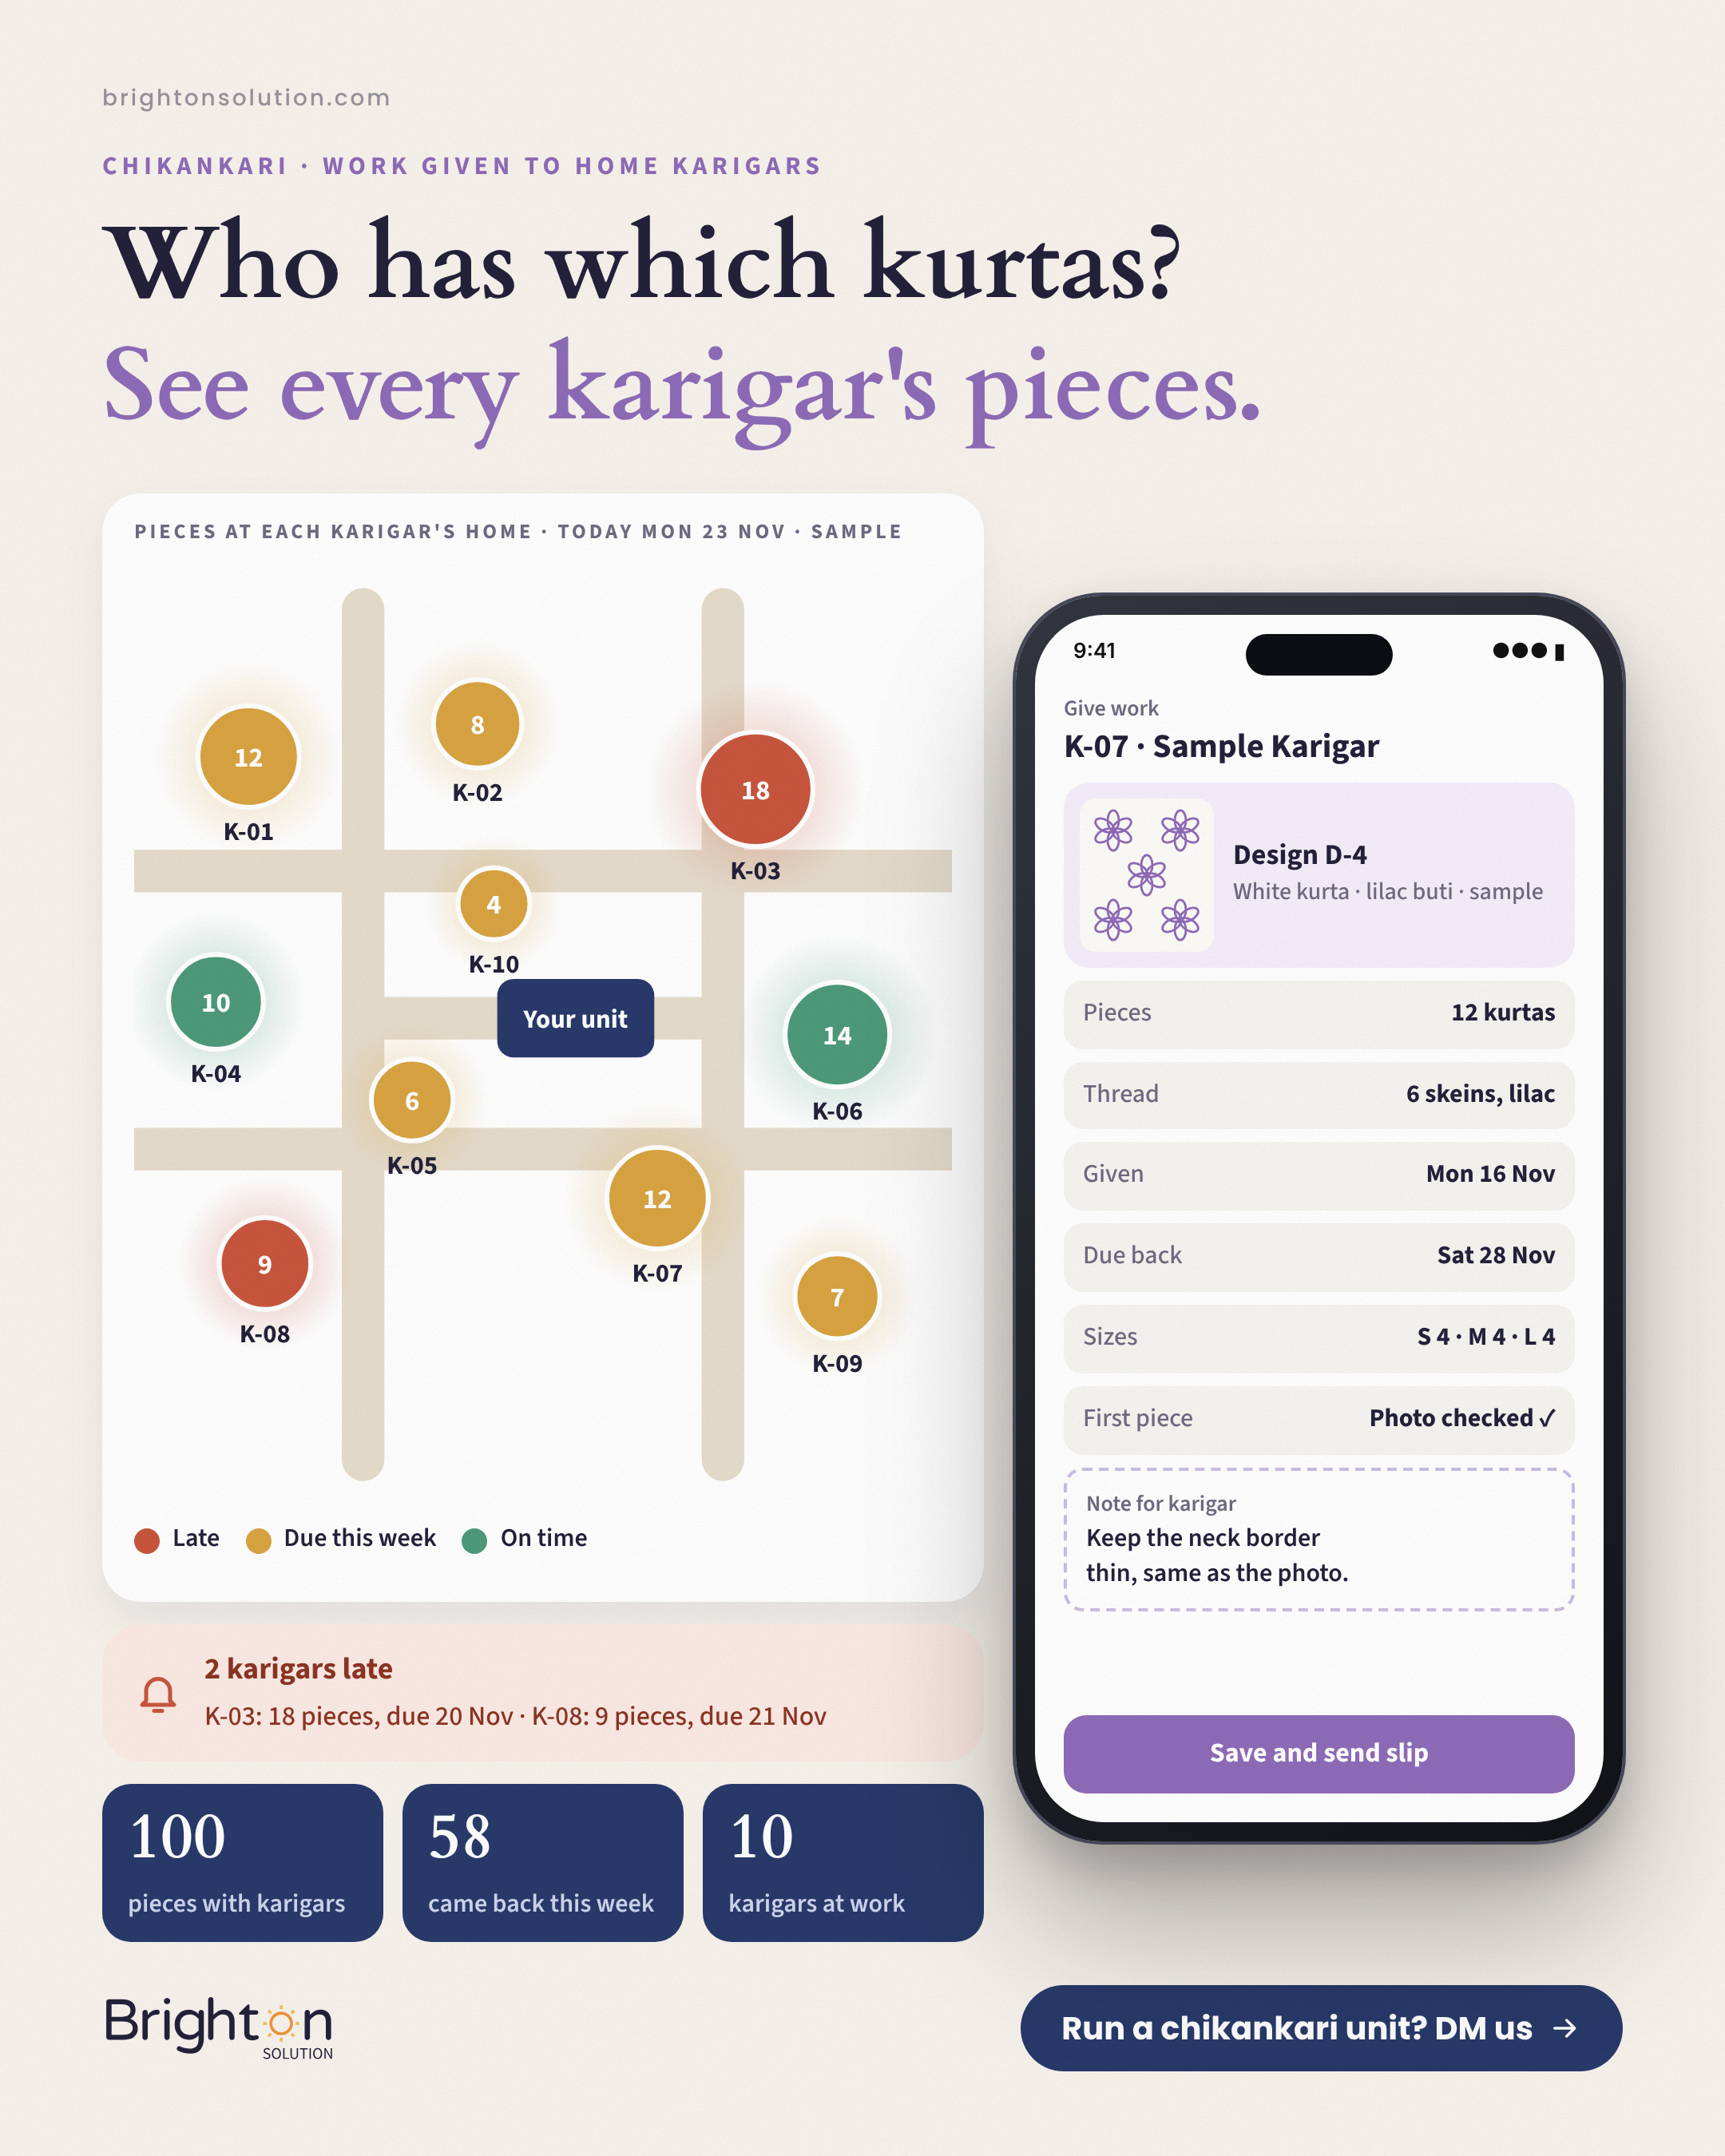 brightonsolution.com
CHIKANKARI · WORK GIVEN TO HOME KARIGARS
Who has which kurtas?
See every karigar's pieces.
PIECES AT EACH KARIGAR'S HOME · TODAY MON 23 NOV · SAMPLE
12
K-01
8
K-02
18
K-03
4
K-10
10
K-04
Your unit
14
K-06
6
K-05
12
K-07
9
K-08
7
K-09
Late
Due this week
On time
2 karigars late
K-03: 18 pieces, due 20 Nov · K-08: 9 pieces, due 21 Nov
100
pieces with karigars
58
came back this week
10
karigars at work
9:41
Give work
K-07 · Sample Karigar
Design D-4
White kurta · lilac buti · sample
Pieces 12 kurtas
Thread 6 skeins, lilac
Given Mon 16 Nov
Due back Sat 28 Nov
Sizes S 4 · M 4 · L 4
First piece Photo checked ✓
Note for karigar
Keep the neck border
thin, same as the photo.
Save and send slip
Brighton
SOLUTION
Run a chikankari unit? DM us →